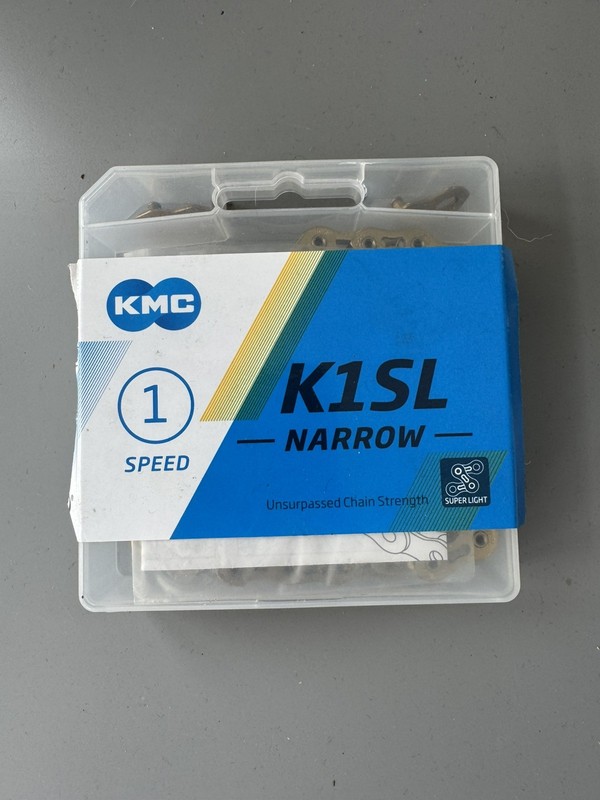 KMC
1
SPEED
K1SL
NARROW
Unsurpassed Chain Strength
SUPER LIGHT